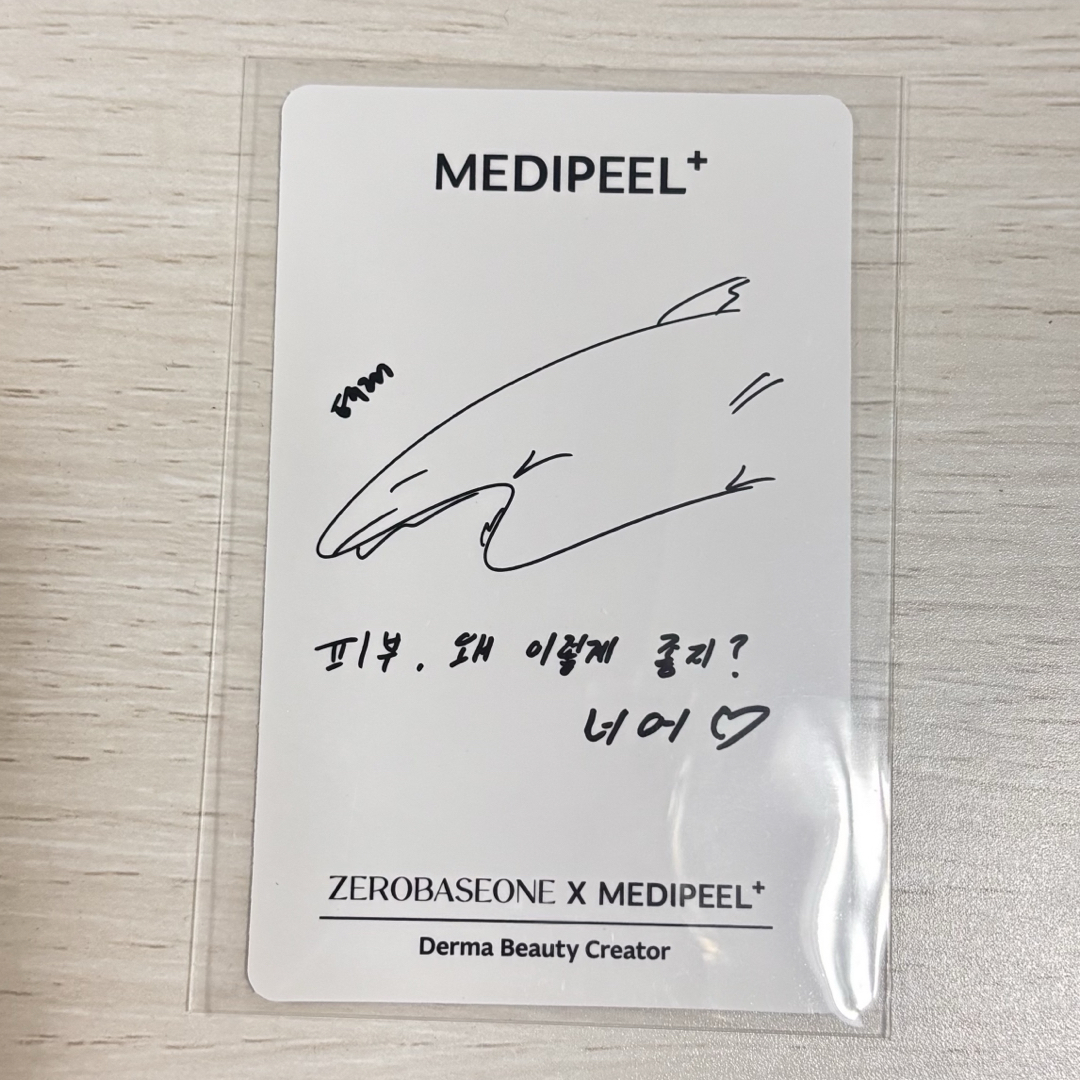 MEDIPEEL+
피부. 왜 이렇게 좋지?
너어♡
ZEROBASEONE X MEDIPEEL+
Derma Beauty Creator